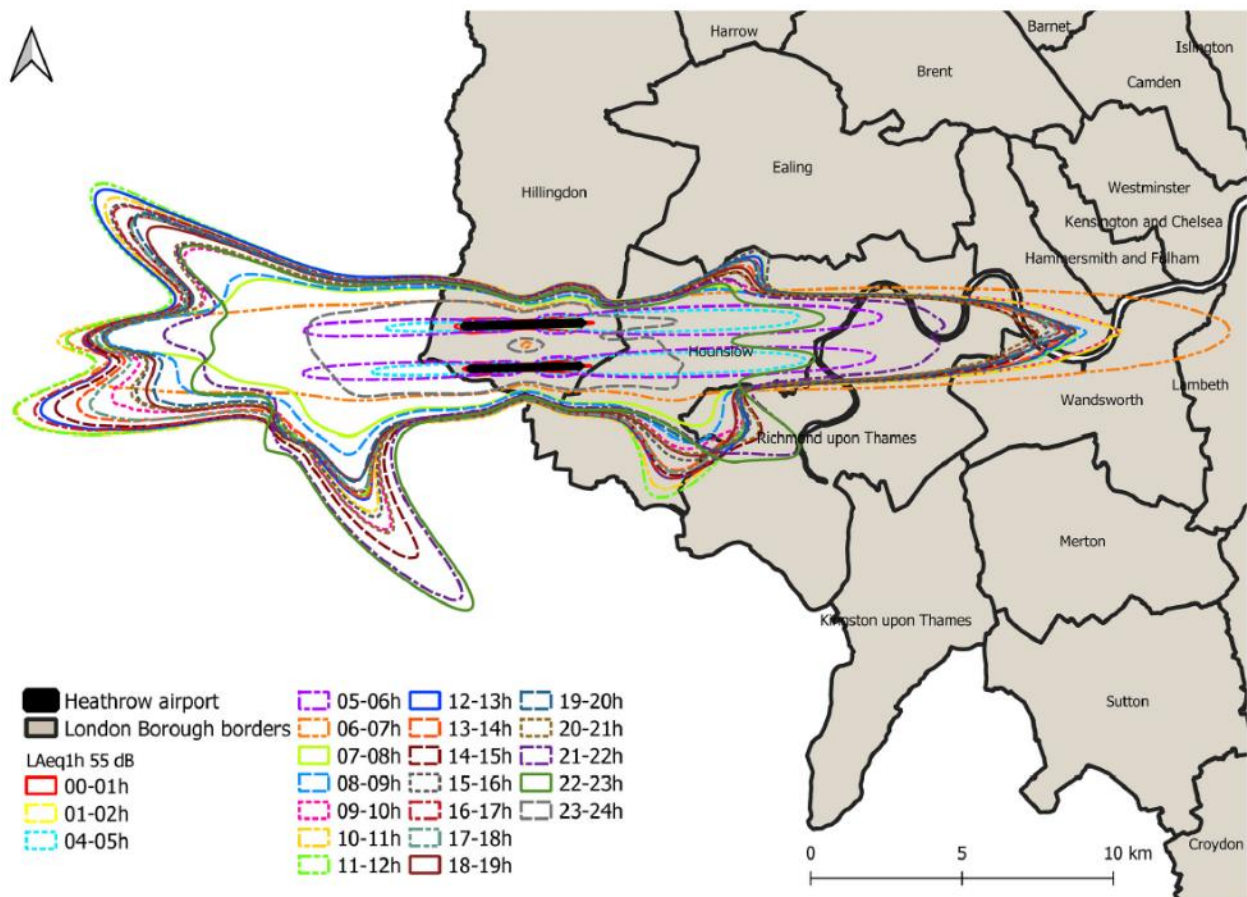 Harrow
Barnet
Islington
Brent
Camden
Ealing
Hillingdon
Westminster
Kensington and Chelsea
Hammersmith and Fulham
Hounslow
Lambeth
Wandsworth
Richmond upon Thames
Merton
Kingston upon Thames
Sutton
Croydon
Heathrow airport
London Borough borders
LAeq1h 55 dB
00-01h
01-02h
04-05h
05-06h
06-07h
07-08h
08-09h
09-10h
10-11h
11-12h
12-13h
13-14h
14-15h
15-16h
16-17h
17-18h
18-19h
19-20h
20-21h
21-22h
22-23h
23-24h
0 5 10 km